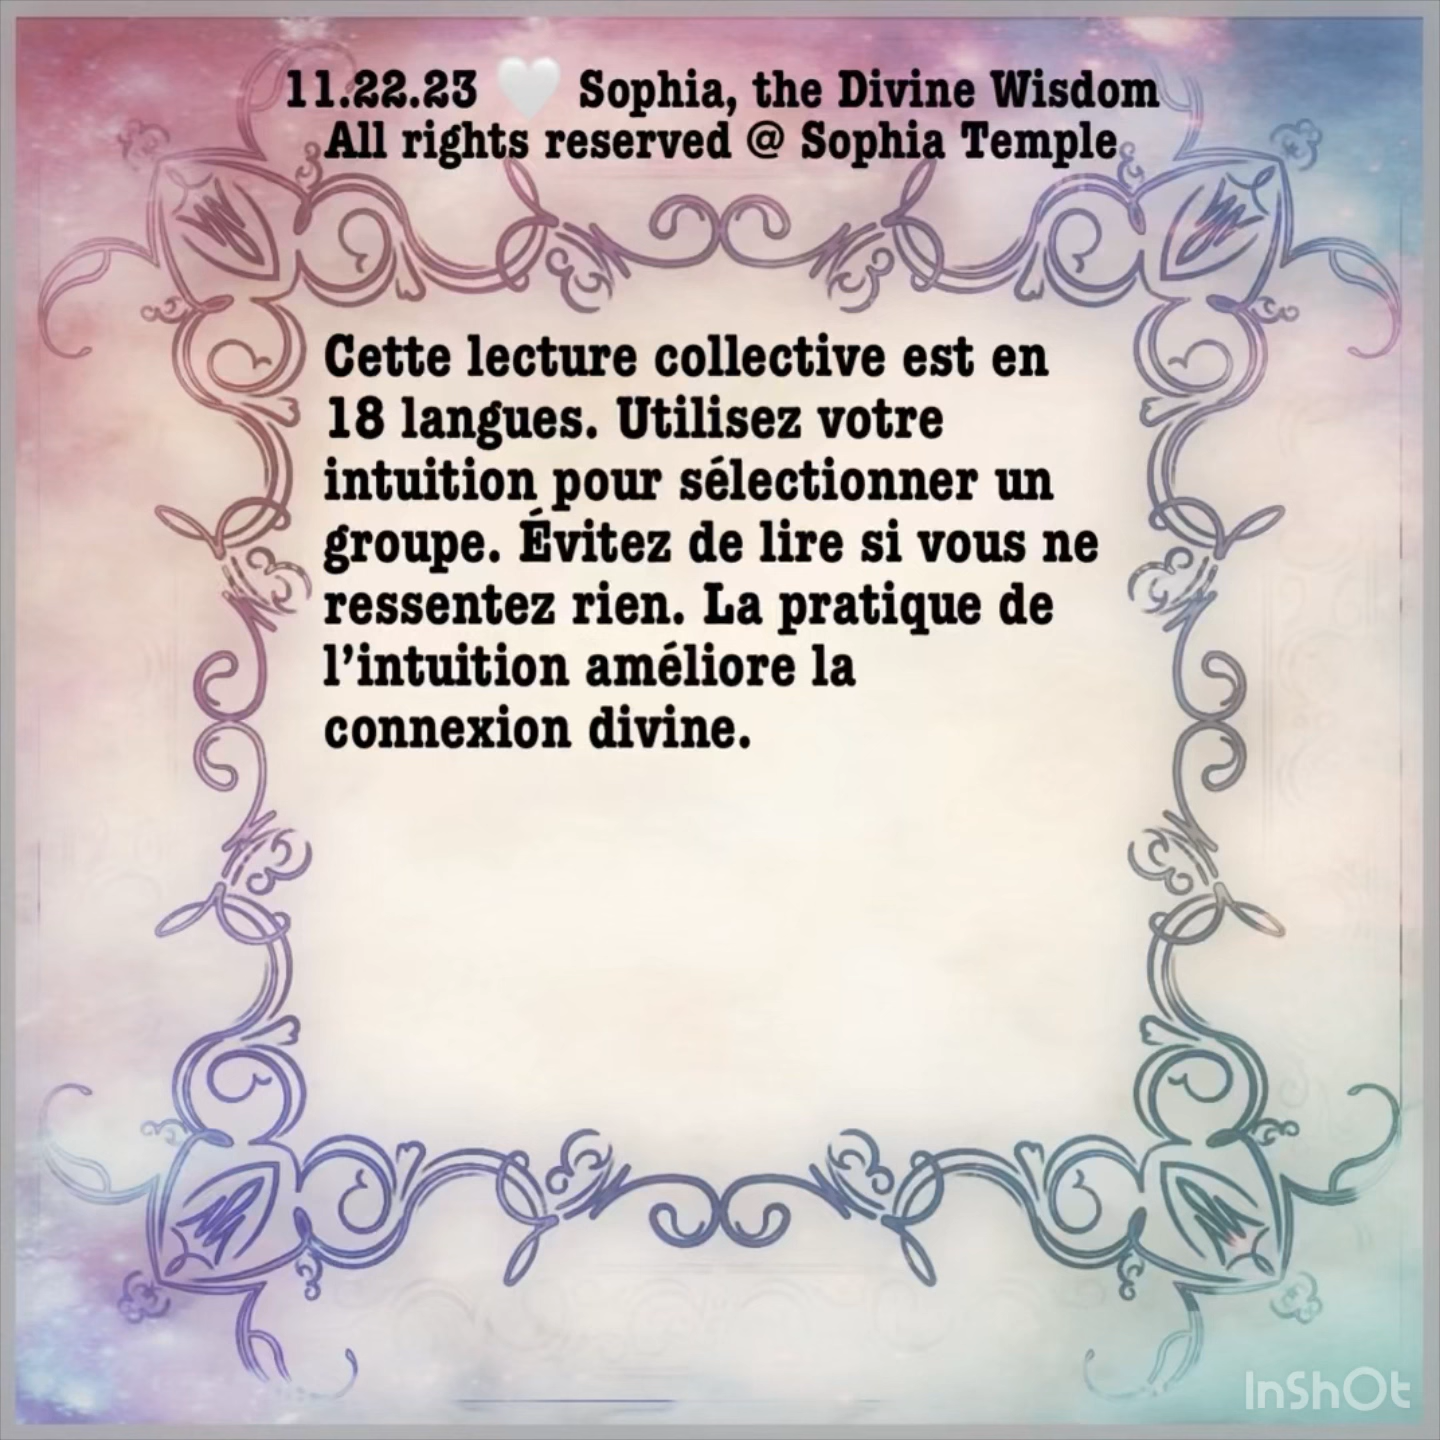 11.22.23 🤍 Sophia, the Divine Wisdom
All rights reserved @ Sophia Temple
Cette lecture collective est en
18 langues. Utilisez votre
intuition pour sélectionner un
groupe. Évitez de lire si vous ne
ressentez rien. La pratique de
l’intuition améliore la
connexion divine.
InShOt